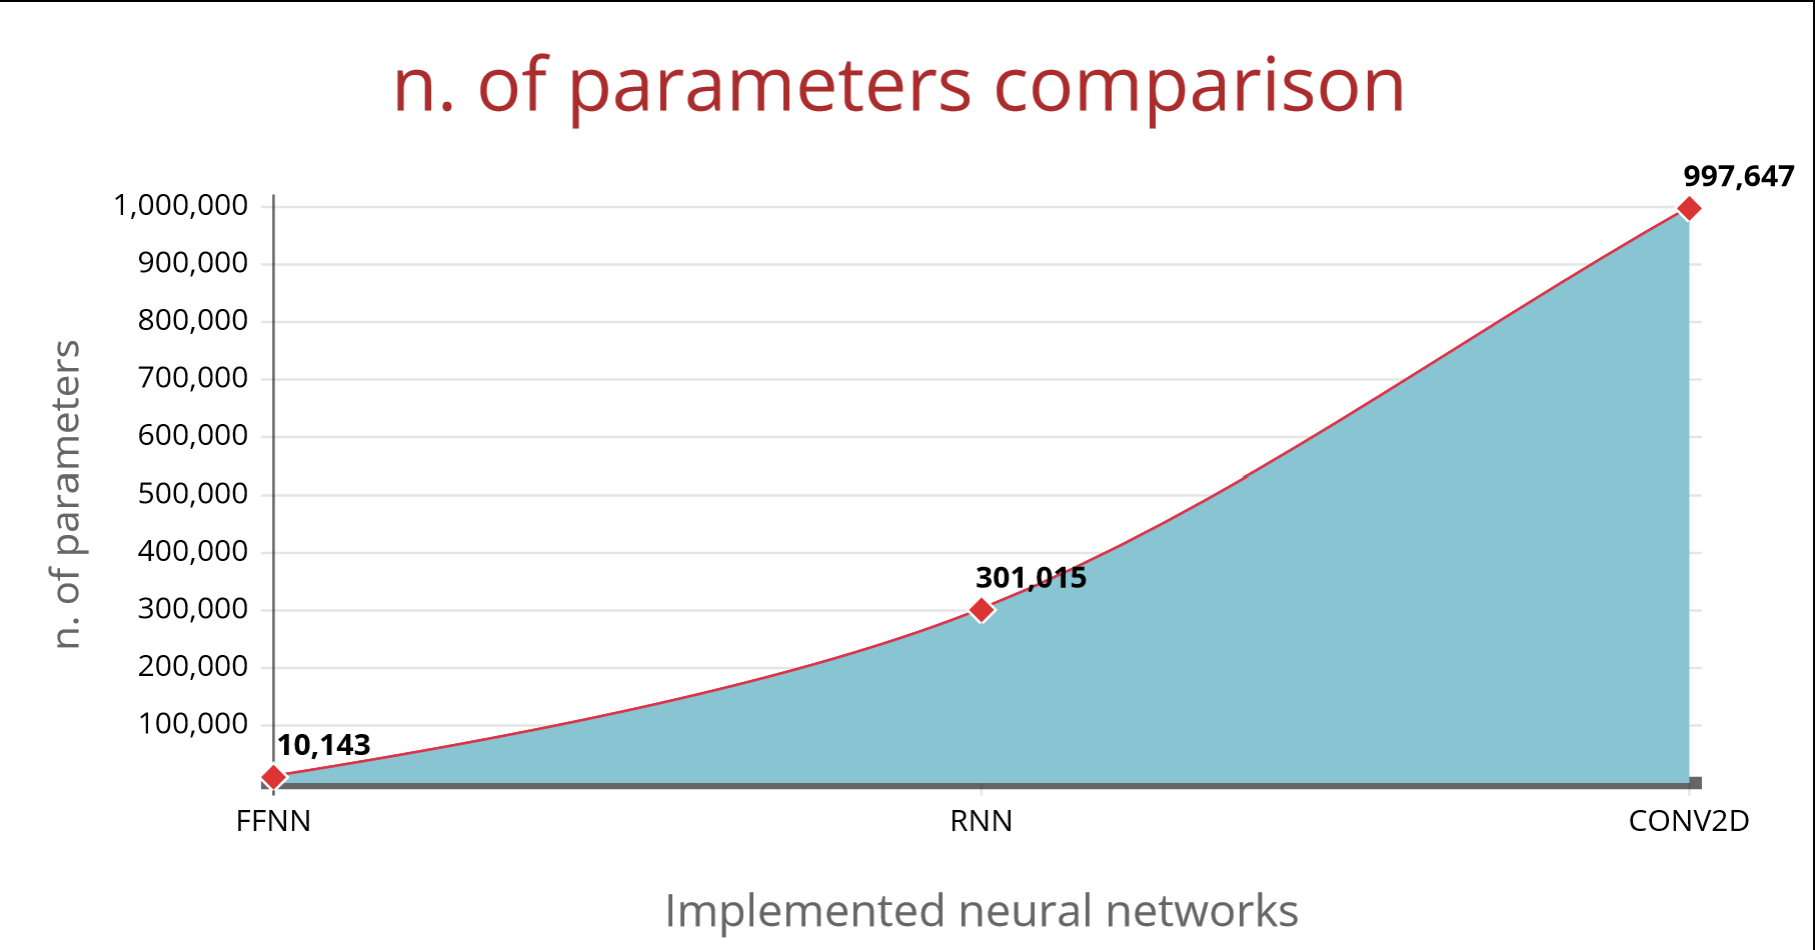 n. of parameters comparison
997,647
1,000,000
900,000
800,000
700,000
600,000
500,000
400,000
301,015
300,000
200,000
100,000
10,143
n. of parameters
FFNN
RNN
CONV2D
Implemented neural networks